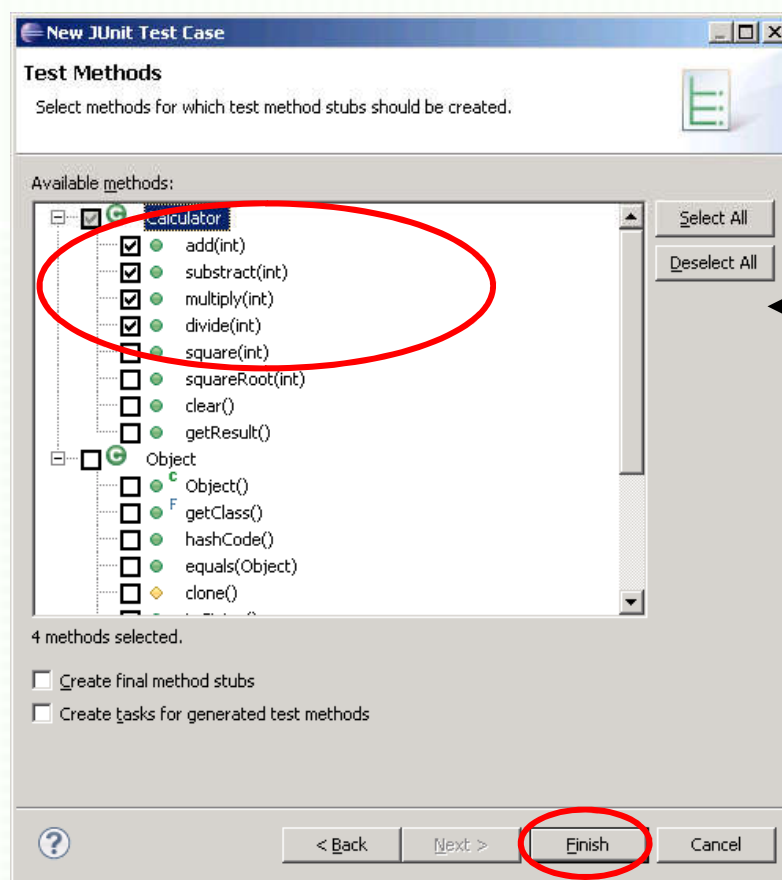 New JUnit Test Case
Test Methods
Select methods for which test method stubs should be created.
Available methods:
Calculator
Select All
add(int)
substract(int)
Deselect All
multiply(int)
divide(int)
square(int)
squareRoot(int)
clear()
getResult()
Object
C Object()
F getClass()
hashCode()
equals(Object)
clone()
4 methods selected.
Create final method stubs
Create tasks for generated test methods
? < Back Next > Finish Cancel